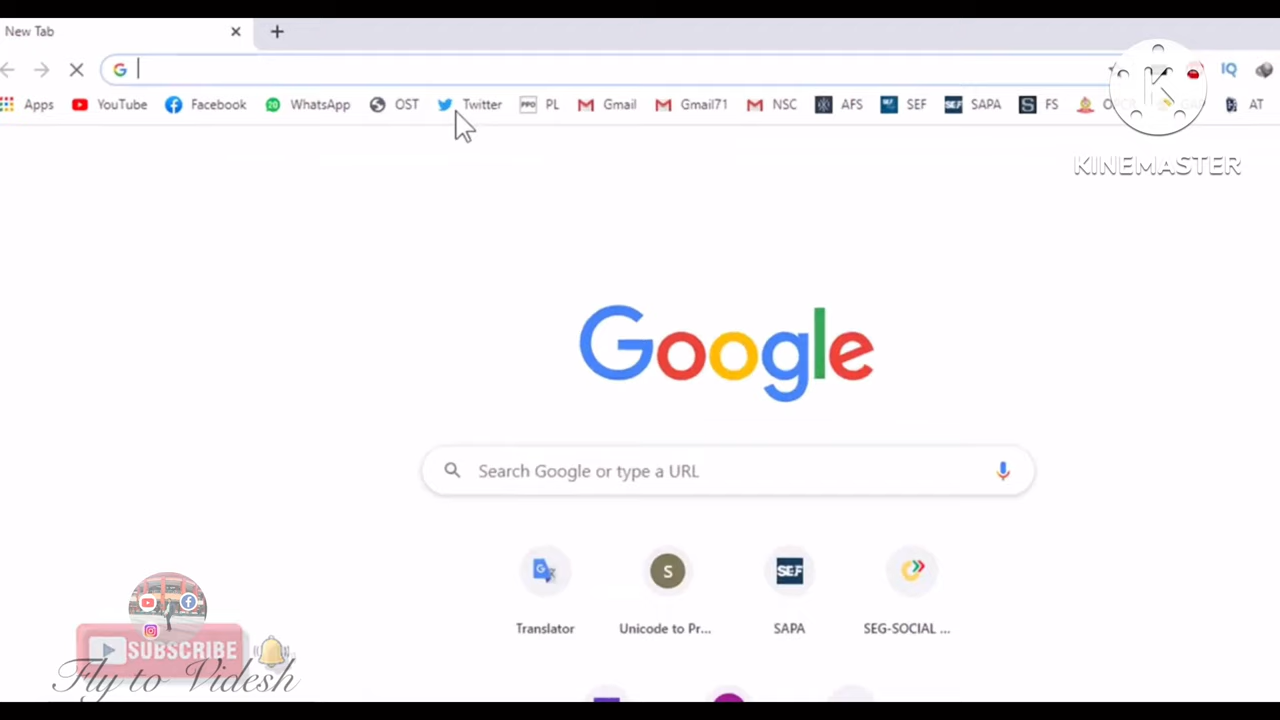 New Tab
Apps YouTube Facebook WhatsApp OST Twitter PL Gmail Gmail71 NSC AFS SEF SAPA FS AT
IQ
KINEMASTER
Google
Search Google or type a URL
Translator Unicode to Pr... SAPA SEG-SOCIAL ...
SUBSCRIBE
Fly to Videsh